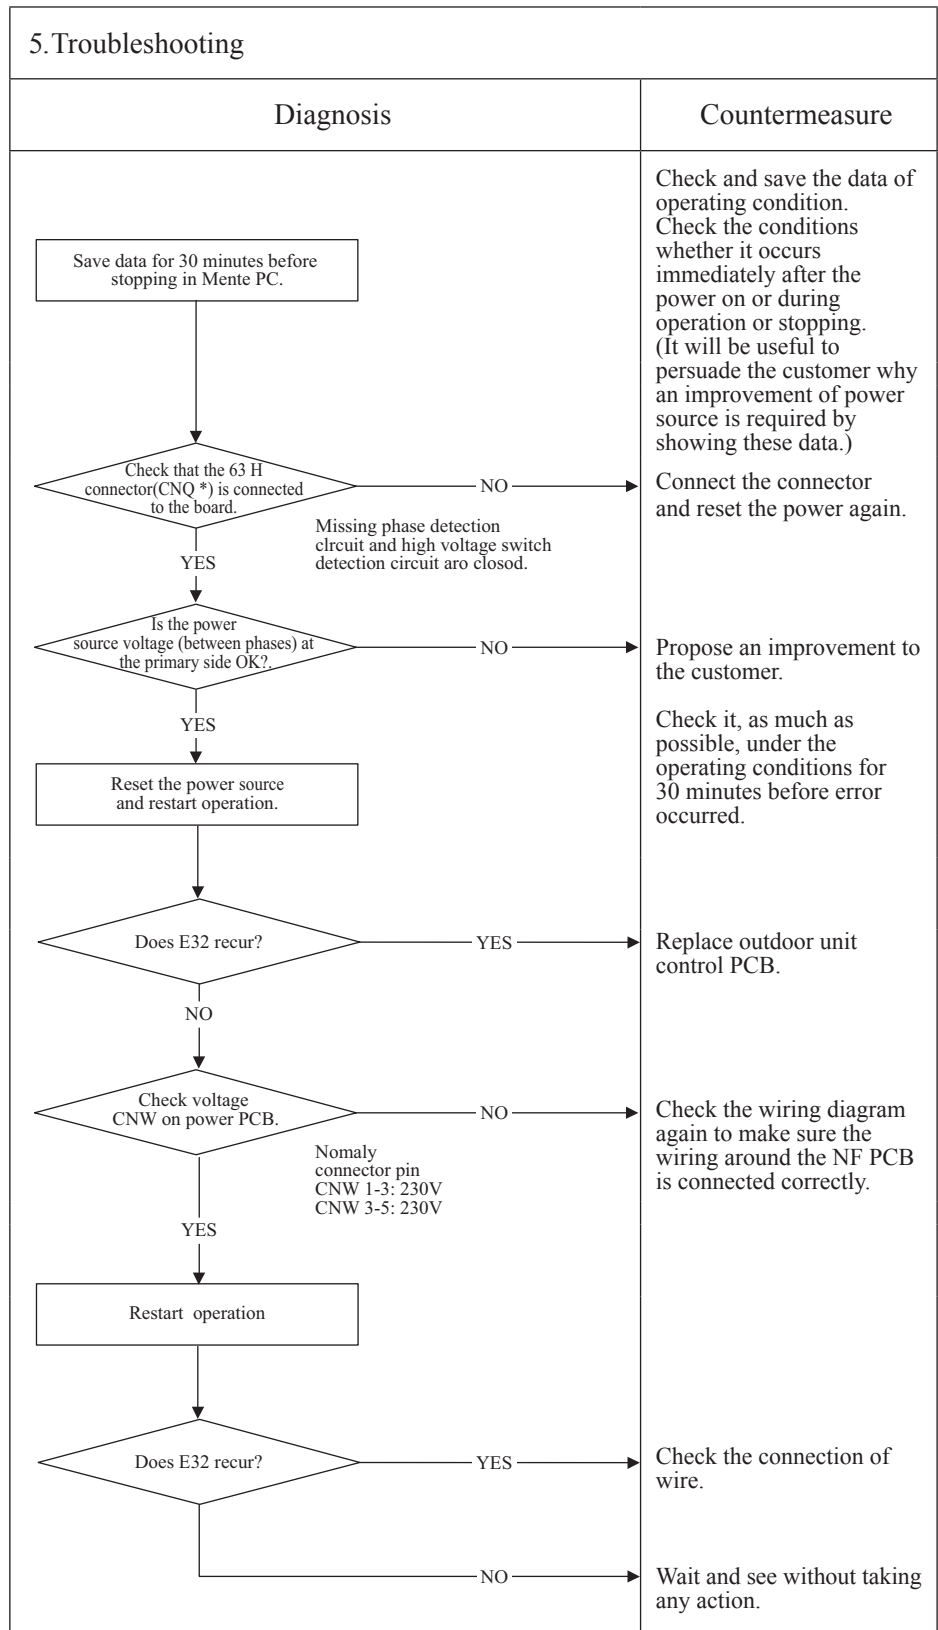 5.Troubleshooting
Diagnosis
Countermeasure
Save data for 30 minutes before
stopping in Mente PC.
Check and save the data of
operating condition.
Check the conditions
whether it occurs
immediately after the
power on or during
operation or stopping.
(It will be useful to
persuade the customer why
an improvement of power
source is required by
showing these data.)
Check that the 63 H
connector(CNQ *) is connected
to the board.
NO
Connect the connector
and reset the power again.
Missing phase detection
clrcuit and high voltage switch
detection circuit aro closod.
YES
Is the power
source voltage (between phases) at
the primary side OK?.
NO
Propose an improvement to
the customer.
Check it, as much as
possible, under the
operating conditions for
30 minutes before error
occurred.
YES
Reset the power source
and restart operation.
Does E32 recur?
YES
Replace outdoor unit
control PCB.
NO
Check voltage
CNW on power PCB.
NO
Check the wiring diagram
again to make sure the
wiring around the NF PCB
is connected correctly.
Nomaly
connector pin
CNW 1-3: 230V
CNW 3-5: 230V
YES
Restart operation
Does E32 recur?
YES
Check the connection of
wire.
NO
Wait and see without taking
any action.